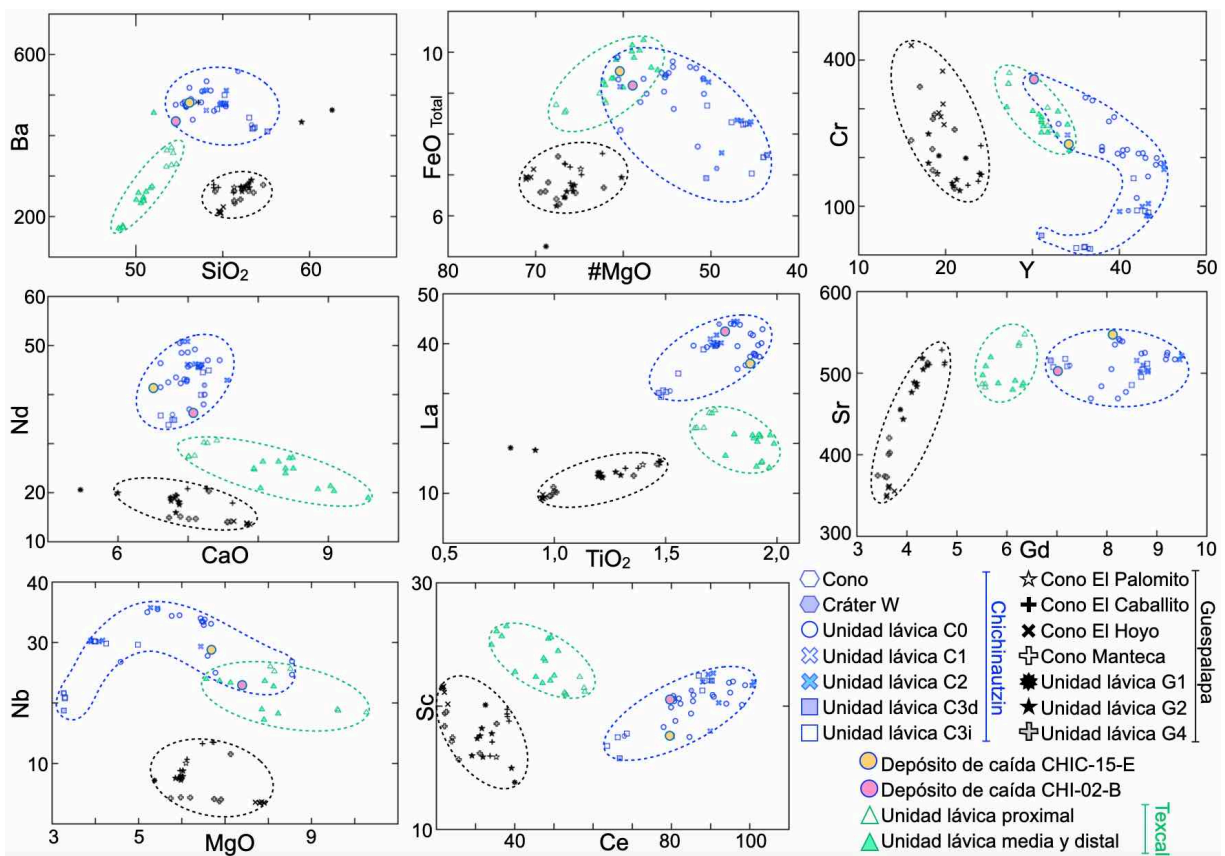 600
200
Ba
50
60
SiO2
10
6
FeO Total
80
70
60
50
40
#MgO
400
100
Cr
10
20
30
40
50
Y
60
50
20
10
Nd
6
9
CaO
50
40
10
La
0,5
1,0
1,5
2,0
TiO2
600
500
400
300
Sr
3
4
5
6
7
8
9
10
Gd
40
30
10
Nb
3
5
7
9
MgO
30
10
Sc
40
60
80
100
Ce
Cono
Cráter W
Unidad lávica C0
Unidad lávica C1
Unidad lávica C2
Unidad lávica C3d
Unidad lávica C3i
Chichinautzin
Cono El Palomito
Cono El Caballito
Cono El Hoyo
Cono Manteca
Unidad lávica G1
Unidad lávica G2
Unidad lávica G4
Guespalapa
Depósito de caída CHIC-15-E
Depósito de caída CHI-02-B
Unidad lávica proximal
Unidad lávica media y distal
Texcal